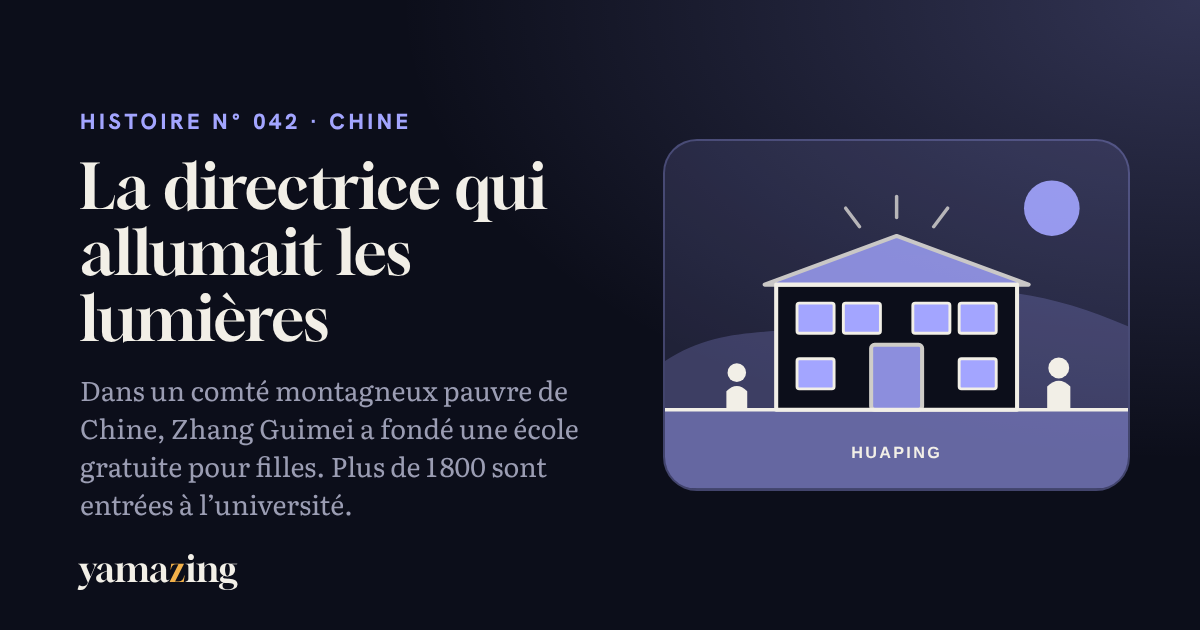 HISTOIRE N° 042 · CHINE
La directrice qui
allumait les
lumières
Dans un comté montagneux pauvre de
Chine, Zhang Guimei a fondé une école
gratuite pour filles. Plus de 1800 sont
entrées à l’université.
yamazing
HUAPING